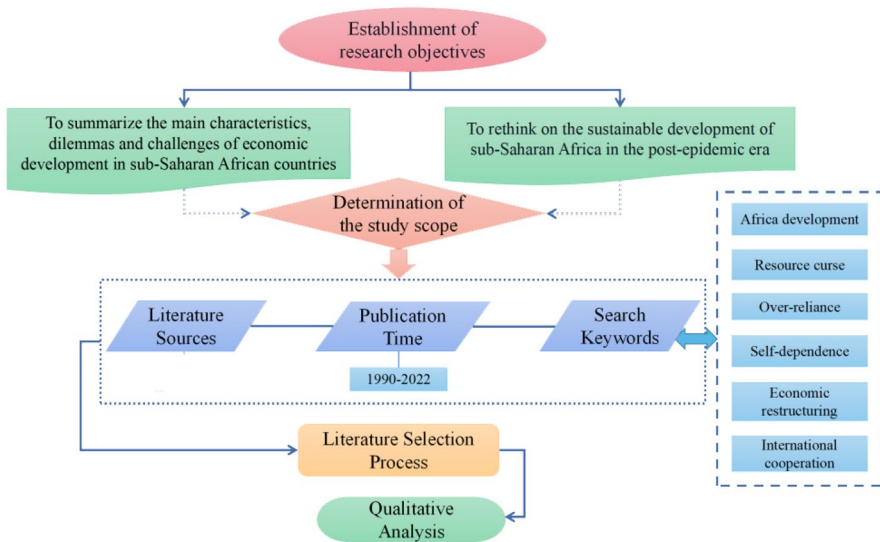 Establishment of
research objectives
To summarize the main characteristics,
dilemmas and challenges of economic
development in sub-Saharan African countries
To rethink on the sustainable development of
sub-Saharan Africa in the post-epidemic era
Determination of
the study scope
Literature
Sources
Publication
Time
Search
Keywords
1990-2022
Africa development
Resource curse
Over-reliance
Self-dependence
Economic
restructuring
International
cooperation
Literature Selection
Process
Qualitative
Analysis